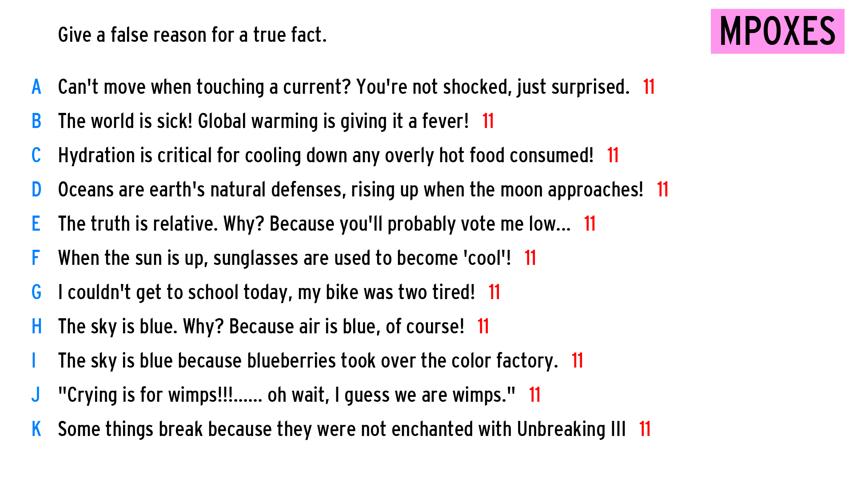 Give a false reason for a true fact.
MPOXES
A Can't move when touching a current? You're not shocked, just surprised. 11
B The world is sick! Global warming is giving it a fever! 11
C Hydration is critical for cooling down any overly hot food consumed! 11
D Oceans are earth's natural defenses, rising up when the moon approaches! 11
E The truth is relative. Why? Because you'll probably vote me low... 11
F When the sun is up, sunglasses are used to become 'cool'! 11
G I couldn't get to school today, my bike was two tired! 11
H The sky is blue. Why? Because air is blue, of course! 11
I The sky is blue because blueberries took over the color factory. 11
J "Crying is for wimps!!!...... oh wait, I guess we are wimps." 11
K Some things break because they were not enchanted with Unbreaking III 11